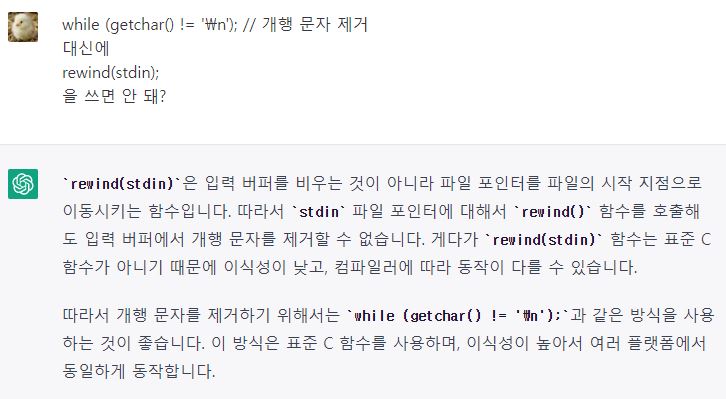 while (getchar() != '₩n'); // 개행 문자 제거
대신에
rewind(stdin);
을 쓰면 안 돼?
`rewind(stdin)`은 입력 버퍼를 비우는 것이 아니라 파일 포인터를 파일의 시작 지점으로
이동시키는 함수입니다. 따라서 `stdin` 파일 포인터에 대해서 `rewind()` 함수를 호출해
도 입력 버퍼에서 개행 문자를 제거할 수 없습니다. 게다가 `rewind(stdin)` 함수는 표준 C
함수가 아니기 때문에 이식성이 낮고, 컴파일러에 따라 동작이 다를 수 있습니다.
따라서 개행 문자를 제거하기 위해서는 `while (getchar() != '₩n');`과 같은 방식을 사용
하는 것이 좋습니다. 이 방식은 표준 C 함수를 사용하며, 이식성이 높아서 여러 플랫폼에서
동일하게 동작합니다.